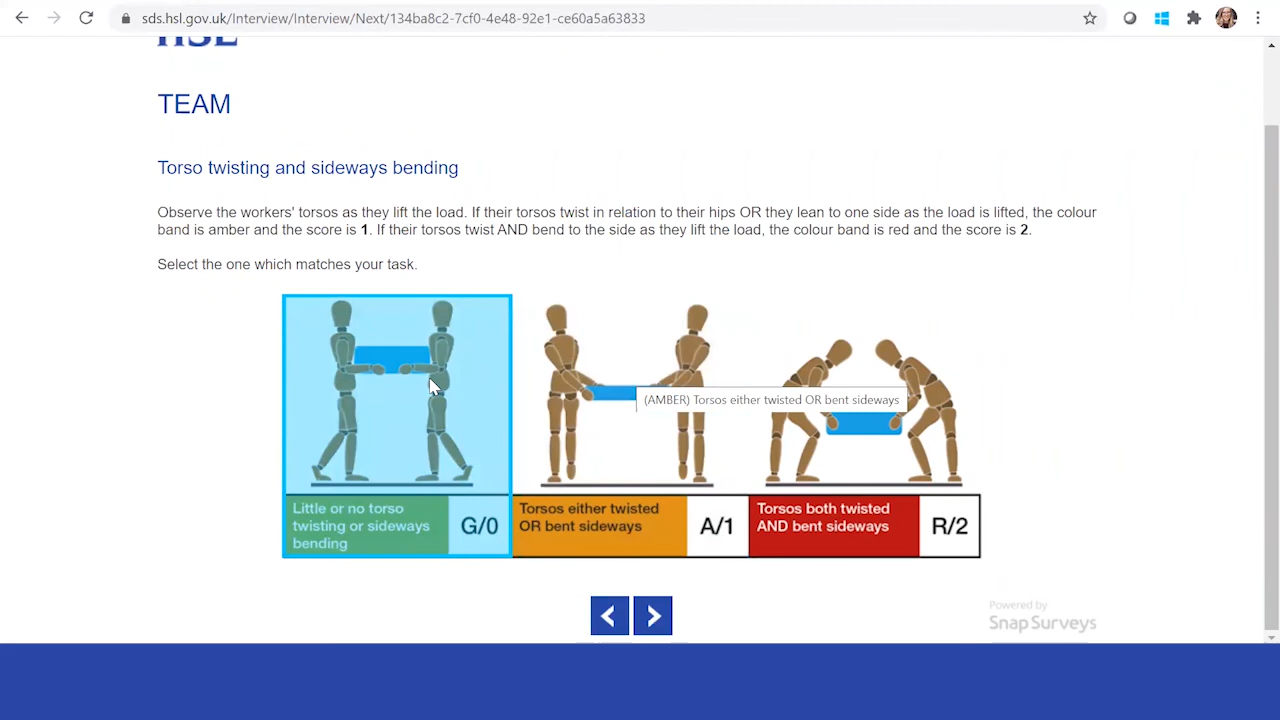 sds.hsl.gov.uk/Interview/Interview/Next/134ba8c2-7cf0-4e48-92e1-ce60a5a63833
HSL
TEAM
Torso twisting and sideways bending
Observe the workers' torsos as they lift the load. If their torsos twist in relation to their hips OR they lean to one side as the load is lifted, the colour
band is amber and the score is 1. If their torsos twist AND bend to the side as they lift the load, the colour band is red and the score is 2.
Select the one which matches your task.
(AMBER) Torsos either twisted OR bent sideways
Little or no torso
twisting or sideways
bending
G/0
Torsos either twisted
OR bent sideways
A/1
Torsos both twisted
AND bent sideways
R/2
Powered by
Snap Surveys